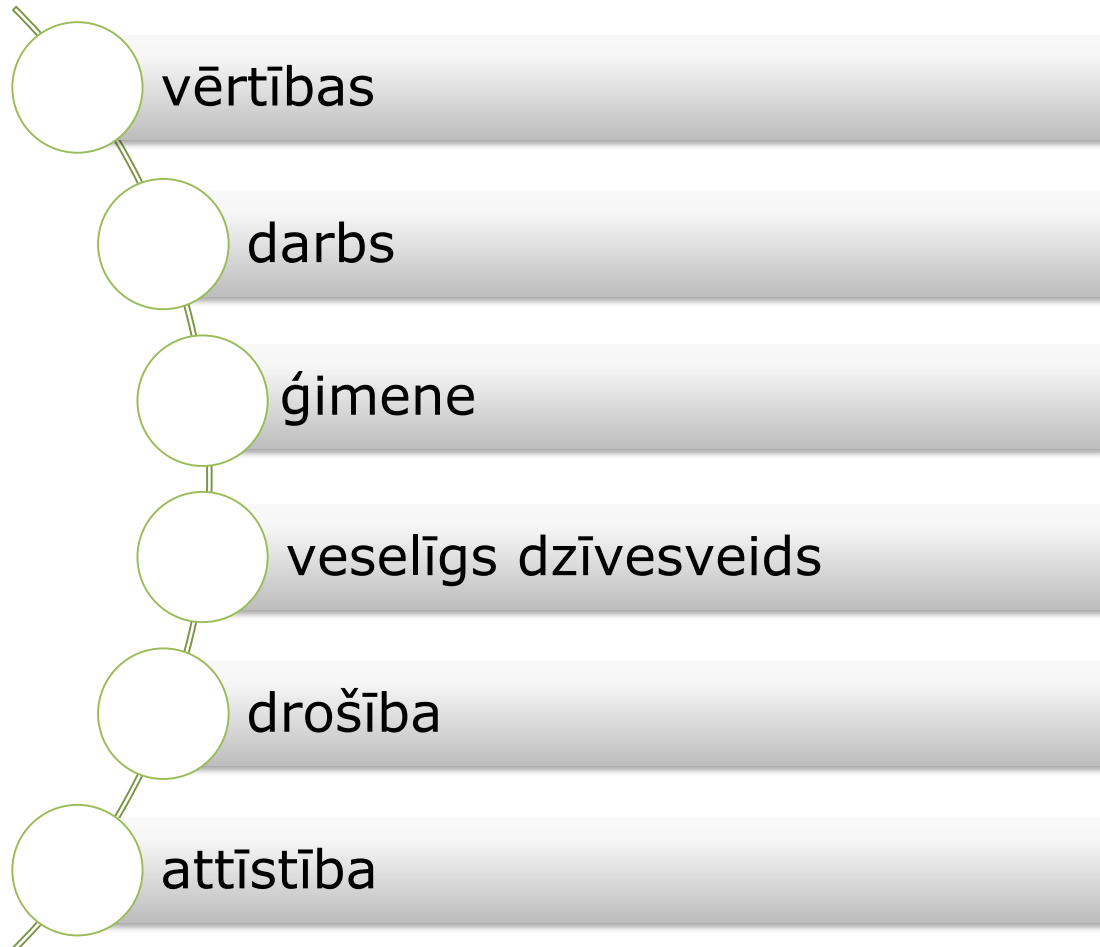 vērtības
darbs
ģimene
veselīgs dzīvesveids
drošība
attīstība